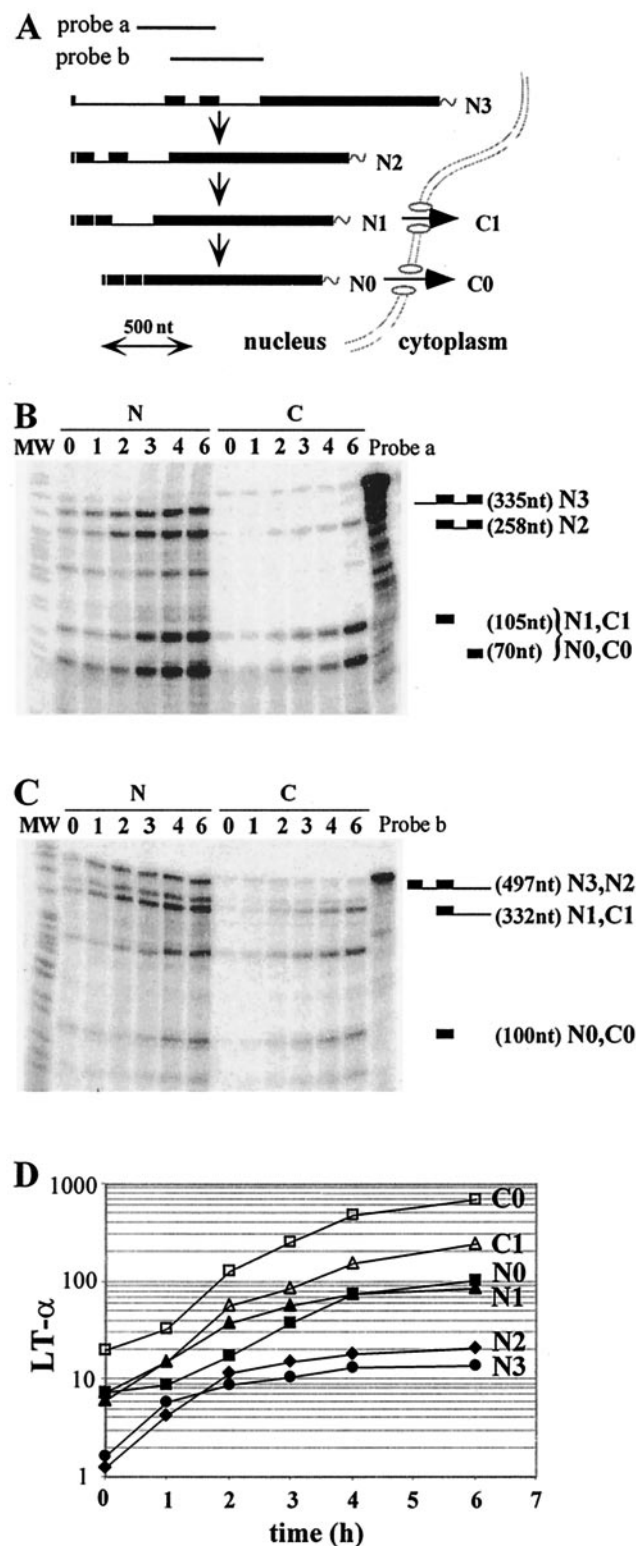 A
probe a
probe b
N3
N2
N1 C1
N0 C0
500 nt
nucleus cytoplasm
B
N C
MW 0 1 2 3 4 6 0 1 2 3 4 6 Probe a
(335nt) N3
(258nt) N2
(105nt) N1,C1
(70nt) N0,C0
C
N C
MW 0 1 2 3 4 6 0 1 2 3 4 6 Probe b
(497nt) N3,N2
(332nt) N1,C1
(100nt) N0,C0
D
1000
100
10
1
LT-α
C0
C1
N0
N1
N2
N3
0 1 2 3 4 5 6 7
time (h)